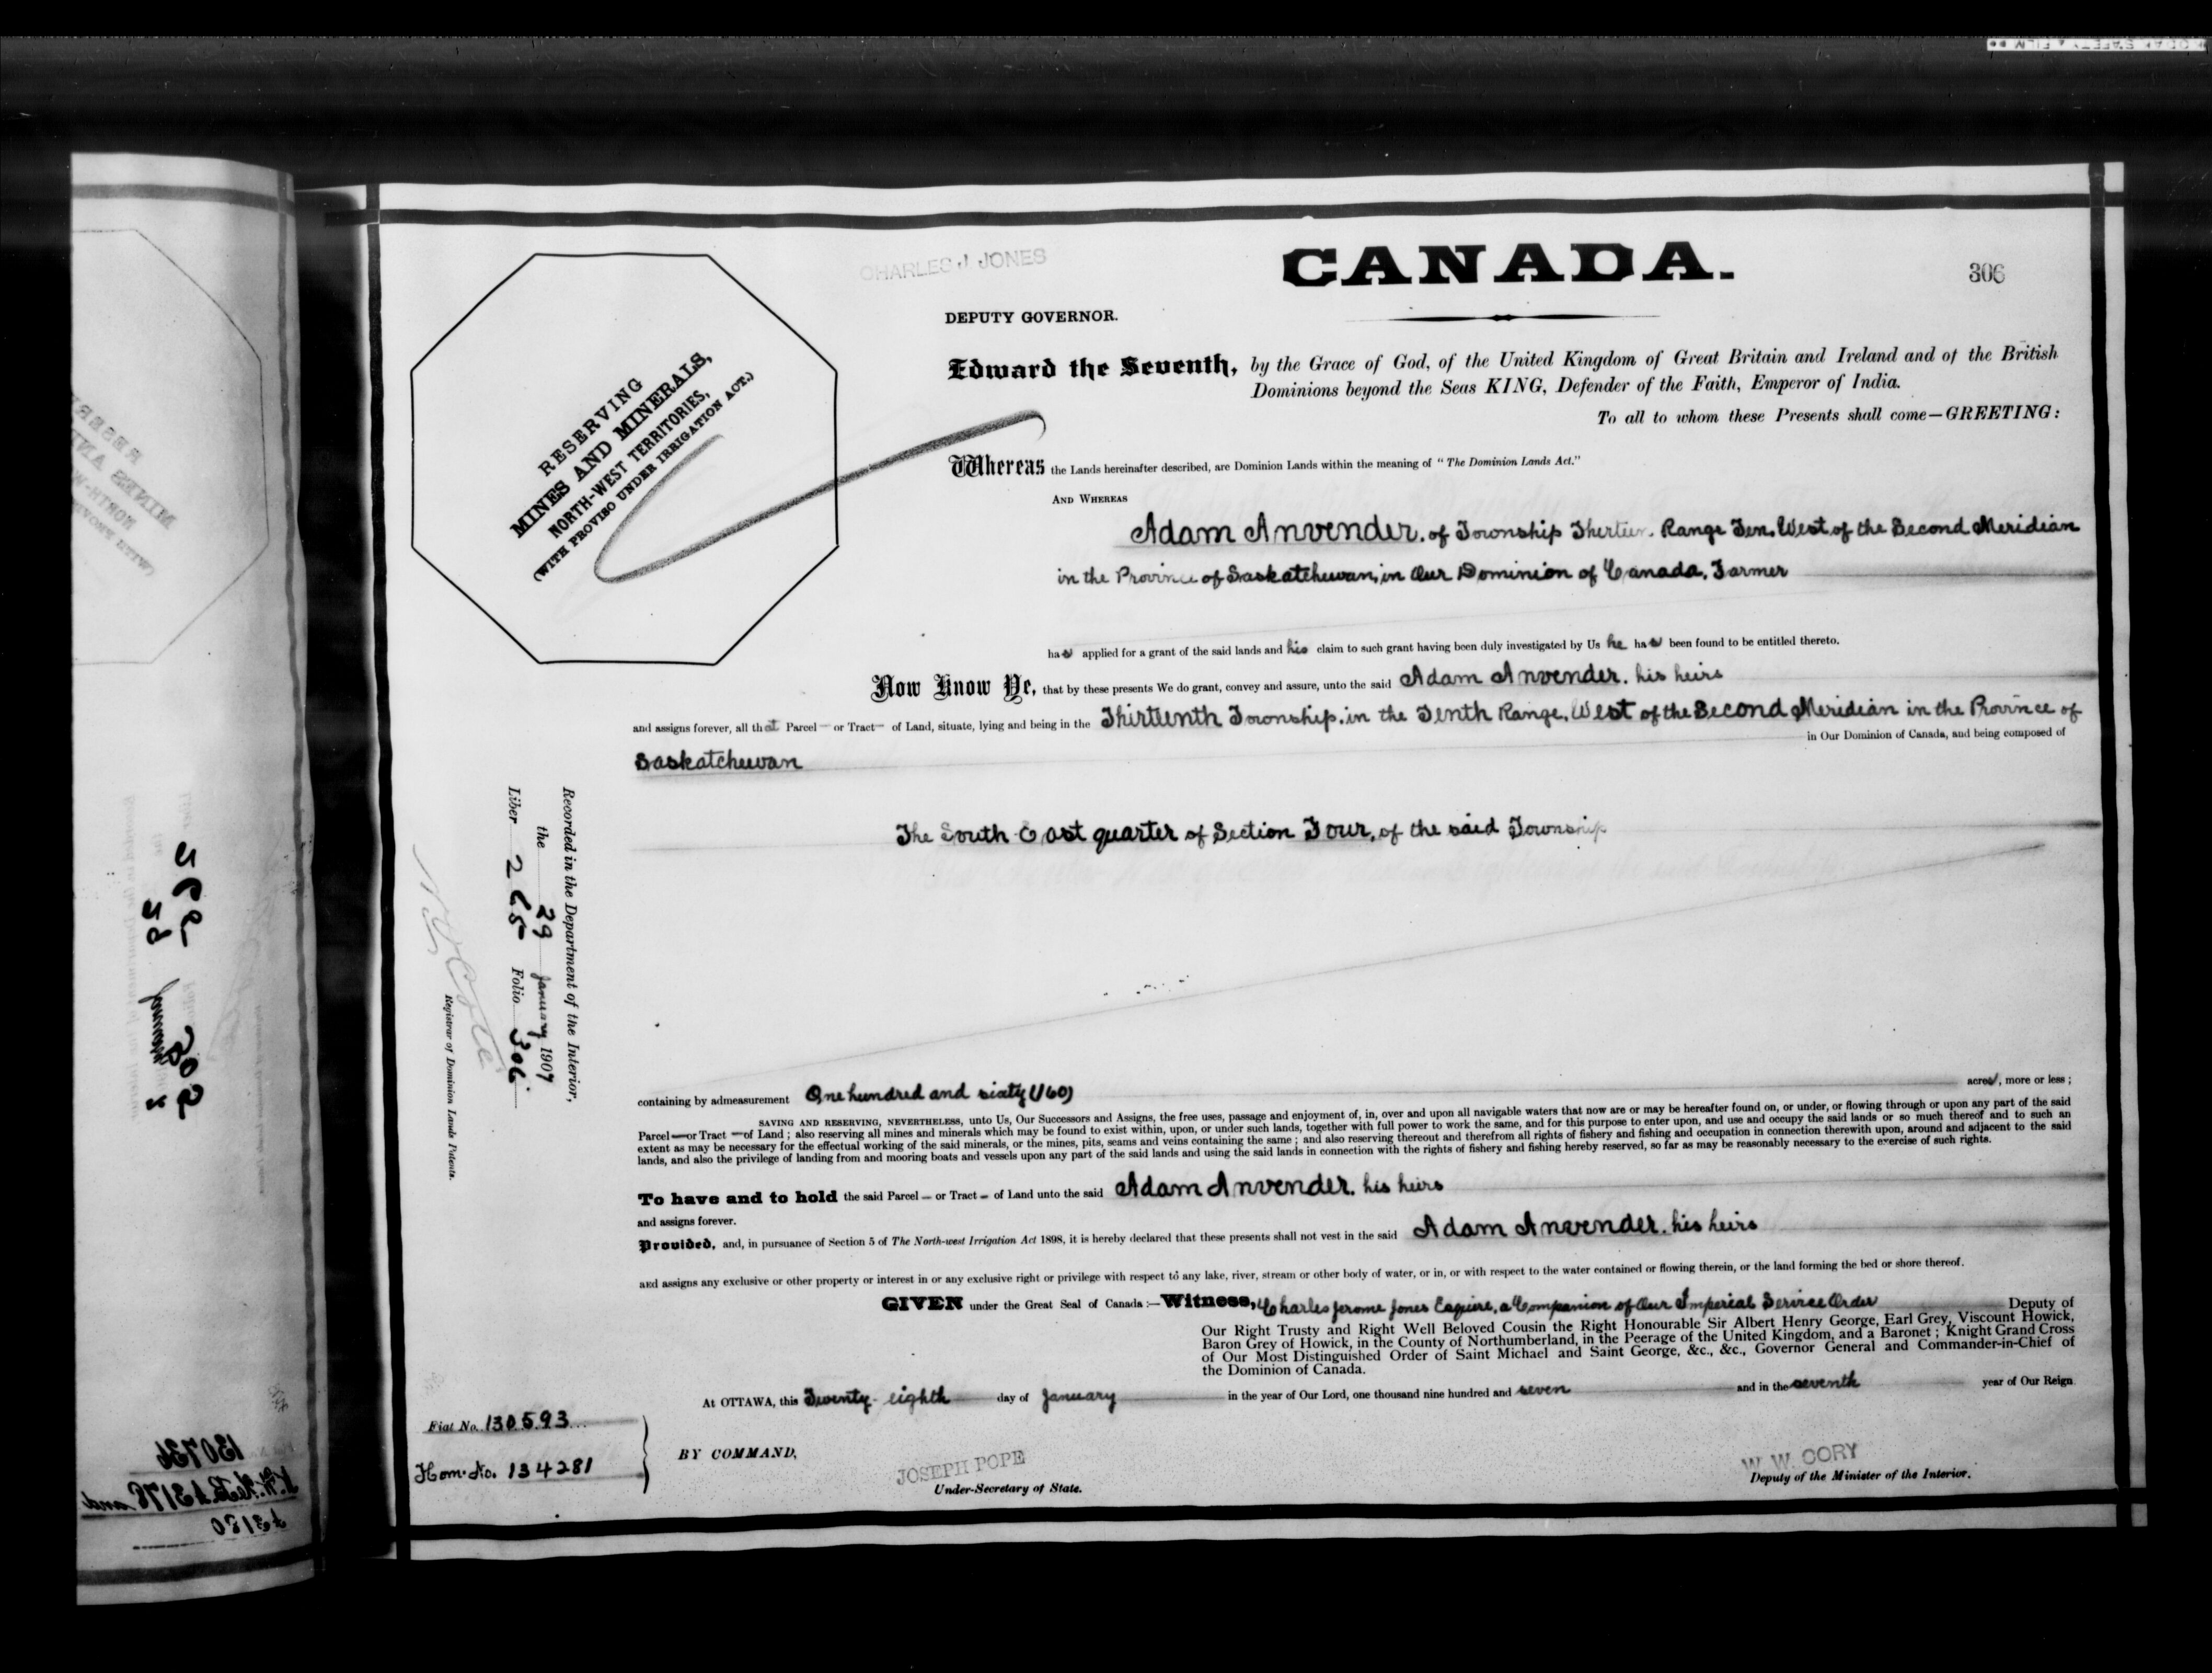 CHARLES J. JONES
CANADA.
306
DEPUTY GOVERNOR.
RESERVING
MINES AND MINERALS,
NORTH-WEST TERRITORIES,
(WITH PROVISO UNDER IRRIGATION ACT.)
Edward the Seventh, by the Grace of God, of the United Kingdom of Great Britain and Ireland and of the British
Dominions beyond the Seas KING, Defender of the Faith, Emperor of India.
To all to whom these Presents shall come—GREETING:
Whereas the Lands hereinafter described, are Dominion Lands within the meaning of "The Dominion Lands Act."
AND WHEREAS
Adam Anvender, of Township Thirteen, Range Ten, West of the Second Meridian
in the Province of Saskatchewan, in Our Dominion of Canada, Farmer
has applied for a grant of the said lands and his claim to such grant having been duly investigated by Us he has been found to be entitled thereto.
Now Know Ye, that by these presents We do grant, convey and assure, unto the said Adam Anvender, his heirs
and assigns forever, all that Parcel — or Tract — of Land, situate, lying and being in the Thirteenth Township, in the Tenth Range, West of the Second Meridian in the Province of
Saskatchewan in Our Dominion of Canada, and being composed of
The South East quarter of Section Four, of the said Township
Recorded in the Department of the Interior,
the 29 January 1907
Liber 265 Folio 306
Registrar of Dominion Lands Patents.
containing by admeasurement One hundred and sixty (160) acres, more or less;
SAVING AND RESERVING, NEVERTHELESS, unto Us, Our Successors and Assigns, the free uses, passage and enjoyment of, in, over and upon all navigable waters that now are or may be hereafter found on, or under, or flowing through or upon any part of the said
Parcel — or Tract — of Land; also reserving all mines and minerals which may be found to exist within, upon, or under such lands, together with full power to work the same, and for this purpose to enter upon, and use and occupy the said lands or so much thereof and to such an
extent as may be necessary for the effectual working of the said minerals, or the mines, pits, seams and veins containing the same; and also reserving thereout and therefrom all rights of fishery and fishing and occupation in connection therewith upon, around and adjacent to the said
lands, and also the privilege of landing from and mooring boats and vessels upon any part of the said lands and using the said lands in connection with the rights of fishery and fishing hereby reserved, so far as may be reasonably necessary to the exercise of such rights.
To have and to hold the said Parcel — or Tract — of Land unto the said Adam Anvender, his heirs
and assigns forever.
Provided, and, in pursuance of Section 5 of The North-west Irrigation Act 1898, it is hereby declared that these presents shall not vest in the said Adam Anvender, his heirs
and assigns any exclusive or other property or interest in or any exclusive right or privilege with respect to any lake, river, stream or other body of water, or in, or with respect to the water contained or flowing therein, or the land forming the bed or shore thereof.
GIVEN under the Great Seal of Canada:—Witness, Charles Jerome Jones Esquire, a Companion of Our Imperial Service Order Deputy of
Our Right Trusty and Right Well Beloved Cousin the Right Honourable Sir Albert Henry George, Earl Grey, Viscount Howick,
Baron Grey of Howick, in the County of Northumberland, in the Peerage of the United Kingdom, and a Baronet; Knight Grand Cross
of Our Most Distinguished Order of Saint Michael and Saint George, &c., &c., Governor General and Commander-in-Chief of
the Dominion of Canada.
At OTTAWA, this Twenty-eighth day of January in the year of Our Lord, one thousand nine hundred and seven and in the seventh year of Our Reign
Fiat No. 130593
Hom. No. 134281
BY COMMAND,
JOSEPH POPE
Under-Secretary of State.
W. W. CORY
Deputy of the Minister of the Interior.